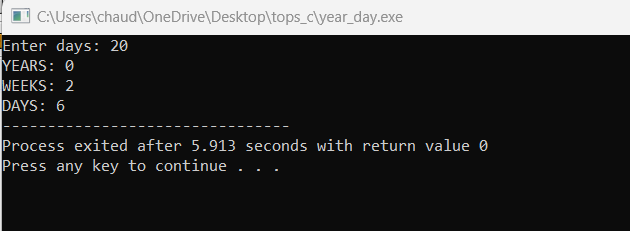 C:\Users\chaud\OneDrive\Desktop\tops_c\year_day.exe
Enter days: 20
YEARS: 0
WEEKS: 2
DAYS: 6
--------------------------------
Process exited after 5.913 seconds with return value 0
Press any key to continue . . .